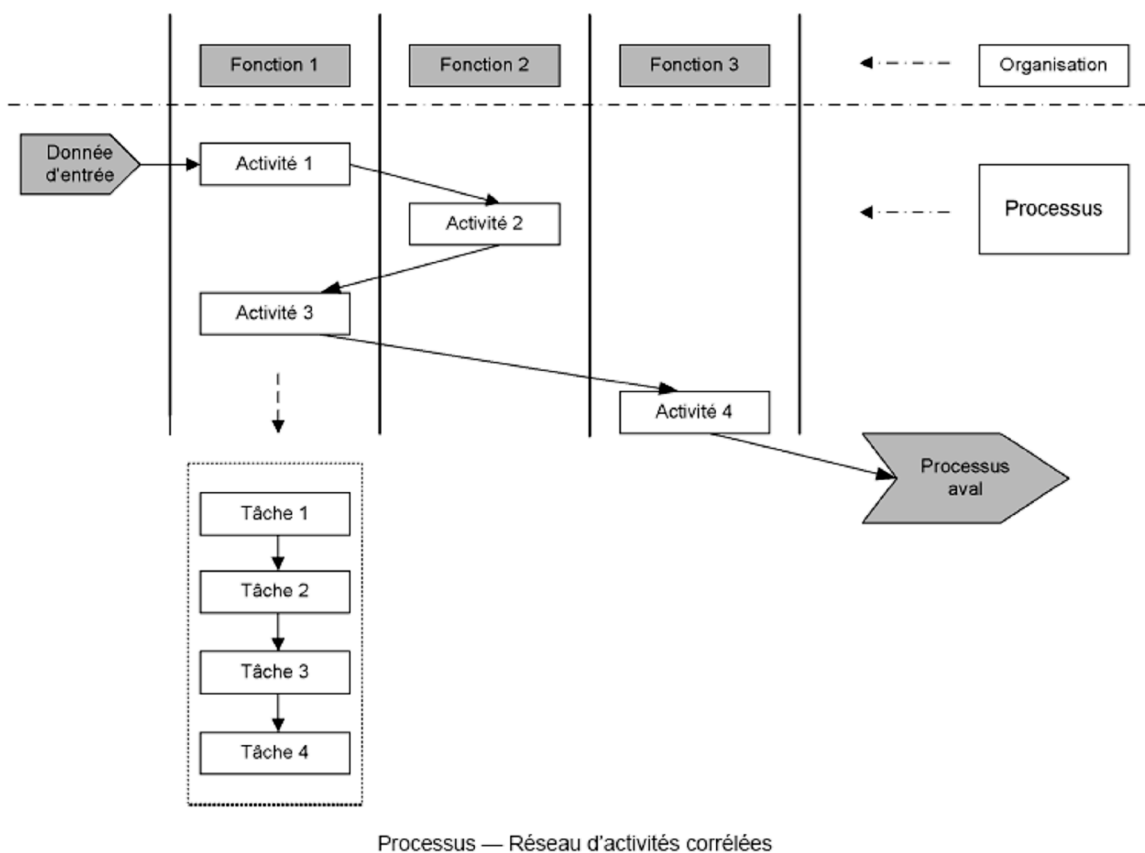 Fonction 1
Fonction 2
Fonction 3
Organisation
Donnée
d'entrée
Activité 1
Processus
Activité 2
Activité 3
Activité 4
Processus
aval
Tâche 1
Tâche 2
Tâche 3
Tâche 4
Processus — Réseau d'activités corrélées